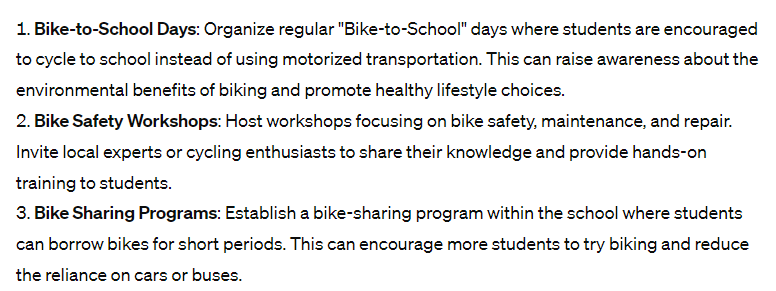 1. Bike-to-School Days: Organize regular "Bike-to-School" days where students are encouraged
to cycle to school instead of using motorized transportation. This can raise awareness about the
environmental benefits of biking and promote healthy lifestyle choices.
2. Bike Safety Workshops: Host workshops focusing on bike safety, maintenance, and repair.
Invite local experts or cycling enthusiasts to share their knowledge and provide hands-on
training to students.
3. Bike Sharing Programs: Establish a bike-sharing program within the school where students
can borrow bikes for short periods. This can encourage more students to try biking and reduce
the reliance on cars or buses.